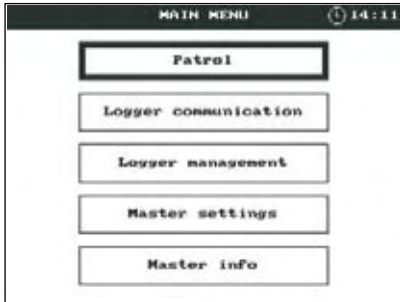 MAIN MENU 14:11
Patrol
Logger communication
Logger management
Master settings
Master info